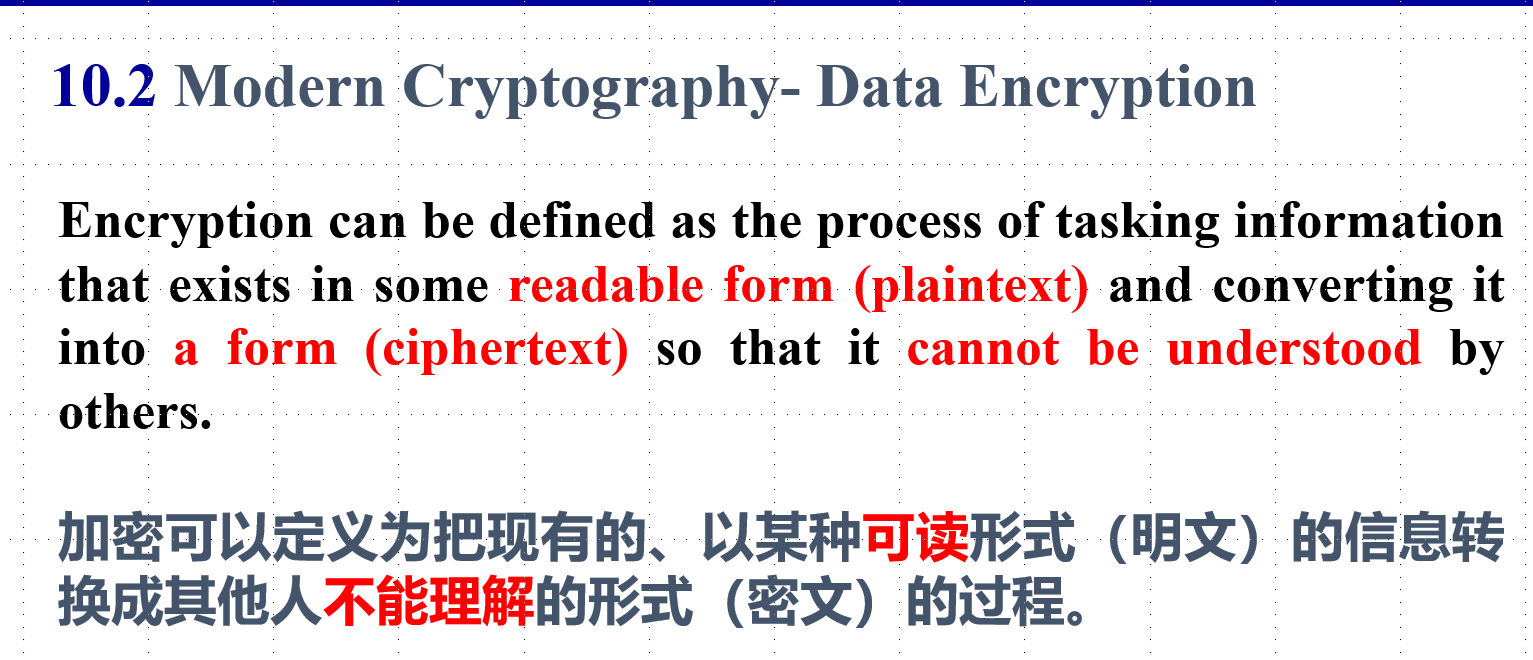 10.2 Modern Cryptography- Data Encryption
Encryption can be defined as the process of tasking information
that exists in some readable form (plaintext) and converting it
into a form (ciphertext) so that it cannot be understood by
others.
加密可以定义为把现有的、以某种可读形式（明文）的信息转
换成其他人不能理解的形式（密文）的过程。